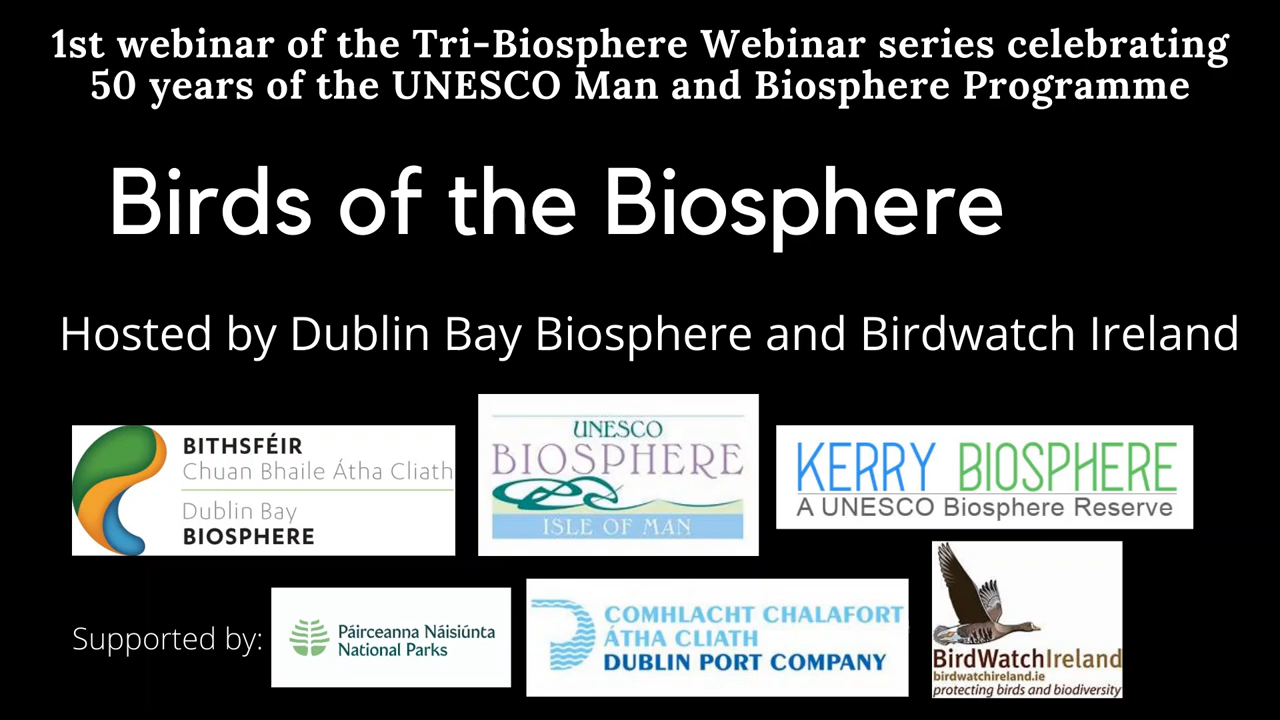 1st webinar of the Tri-Biosphere Webinar series celebrating
50 years of the UNESCO Man and Biosphere Programme
Birds of the Biosphere
Hosted by Dublin Bay Biosphere and Birdwatch Ireland
BITHSFÉIR
Chuan Bhaile Átha Cliath
Dublin Bay
BIOSPHERE
UNESCO
BIOSPHERE
ISLE OF MAN
KERRY BIOSPHERE
A UNESCO Biosphere Reserve
Supported by:
Páirceanna Náisiúnta
National Parks
COMHLACHT CHALAFORT
ÁTHA CLIATH
DUBLIN PORT COMPANY
BirdWatchIreland
birdwatchireland.ie
protecting birds and biodiversity